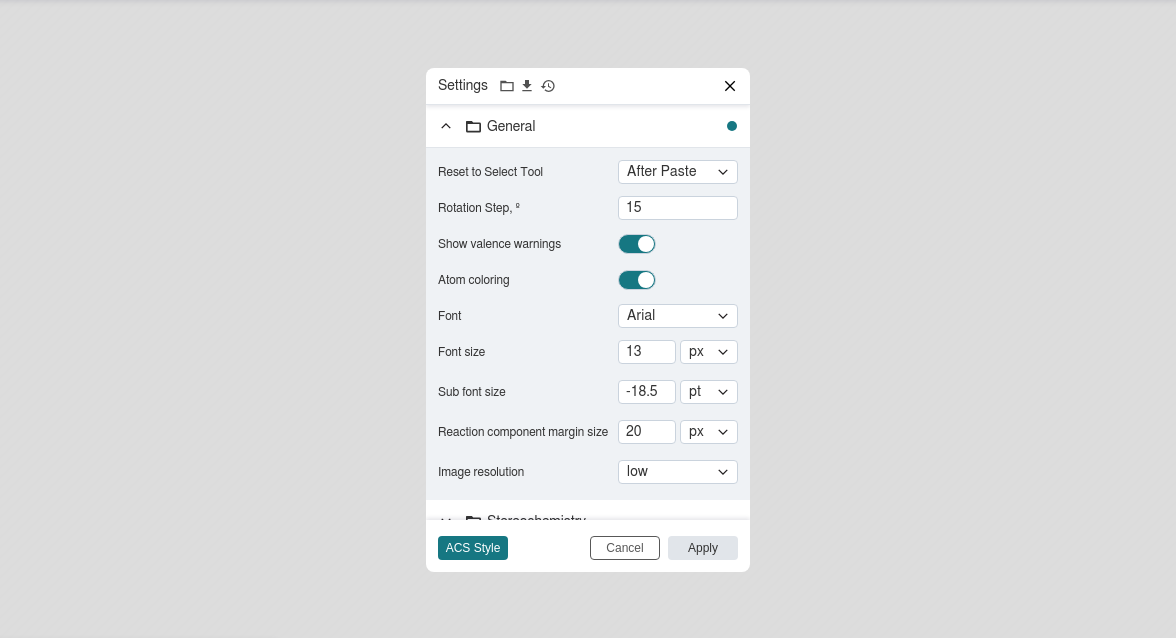 Settings
General
Reset to Select Tool After Paste
Rotation Step, º 15
Show valence warnings
Atom coloring
Font Arial
Font size 13 px
Sub font size -18.5 pt
Reaction component margin size 20 px
Image resolution low
Stereochemistry
ACS Style Cancel Apply